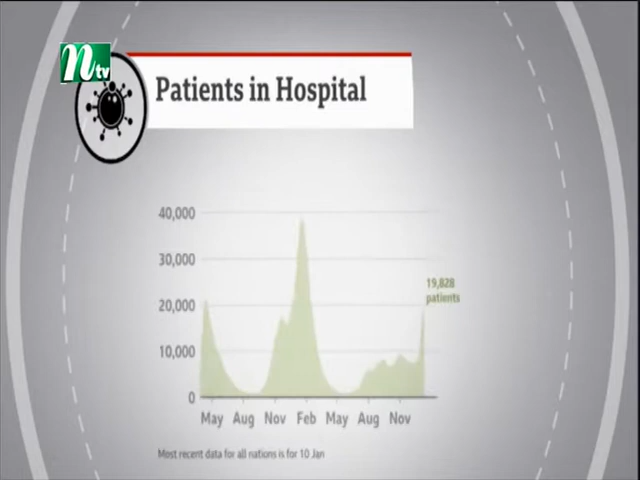 ntv
Patients in Hospital
40,000
30,000
20,000
10,000
0
19,828
patients
May Aug Nov Feb May Aug Nov
Most recent data for all nations is for 10 Jan